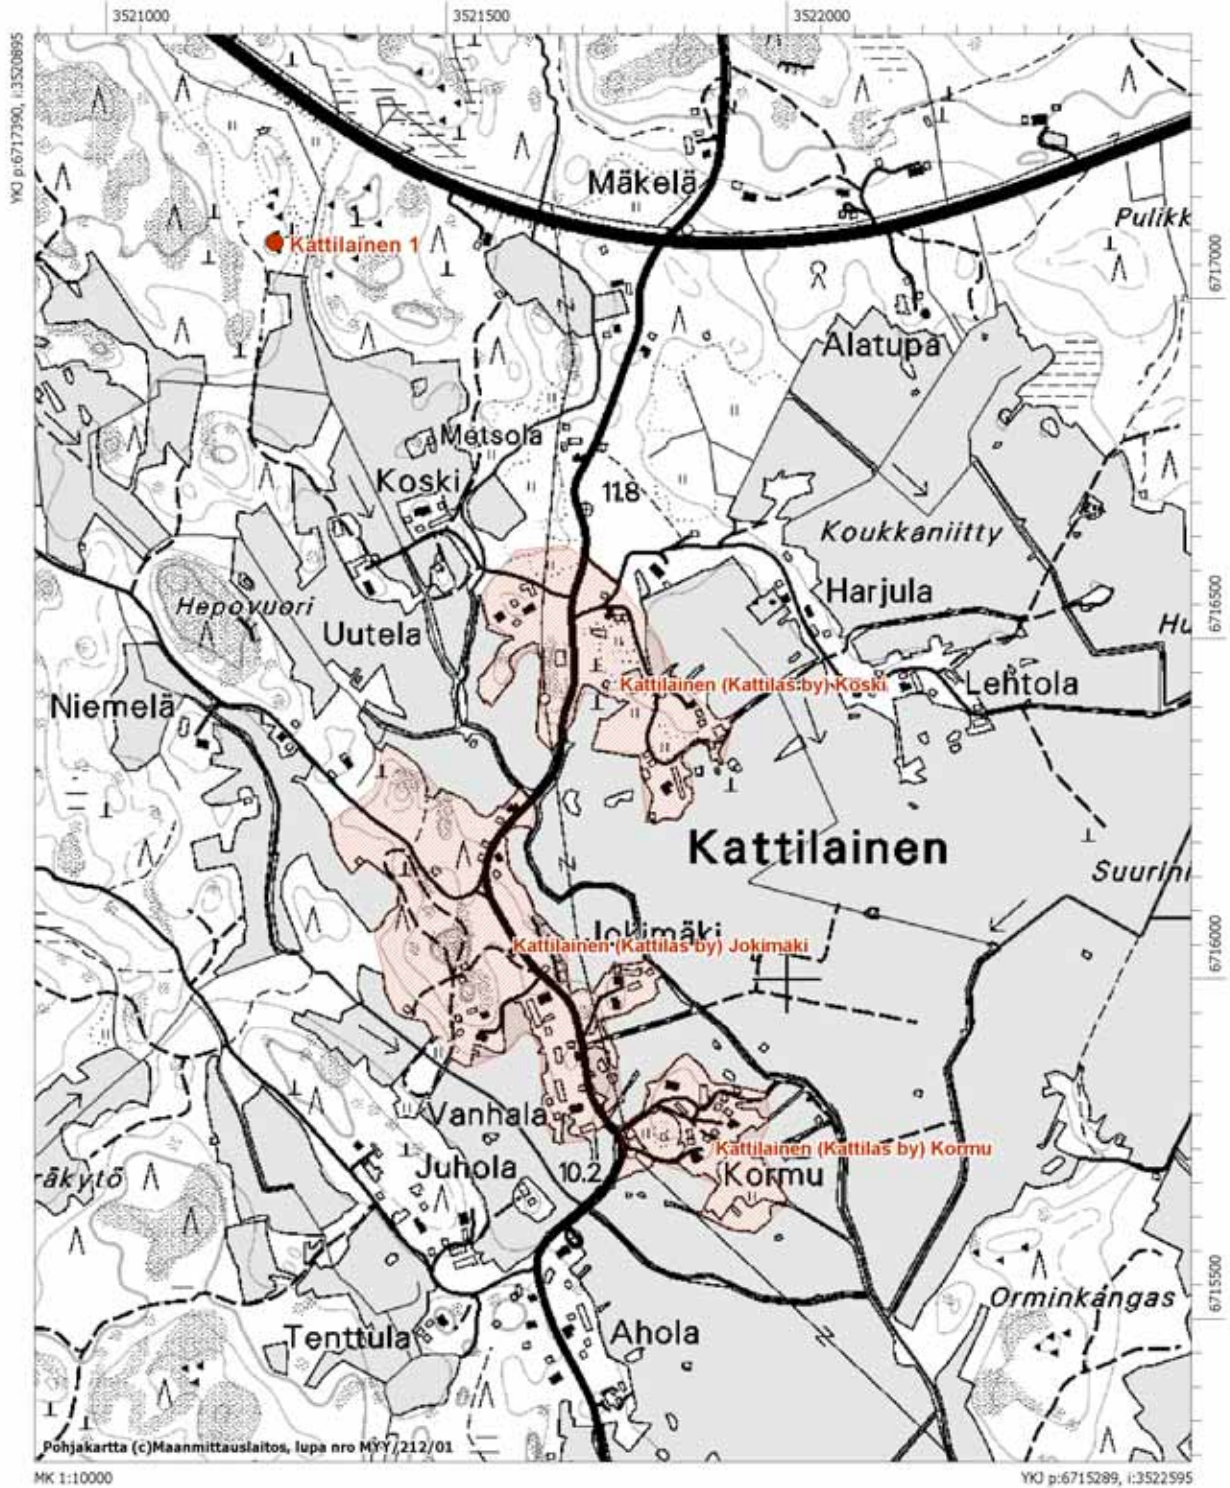 3521000
3521500
3522000
YKJ p:6717390, i:3520895
Mäkelä
Pulikk
Kattilainen 1
6717000
Alatupa
Metsola
Koski
11.8
Koukkaniitty
Hepovuori
Harjula
6716500
Uutela
Hu
Kattilainen (Kattilas by) Koski
Niemelä
Lehtola
Kattilainen
Suurini
Jokimäki
Kattilainen (Kattilas by) Jokimäki
6716000
Vanhala
Kattilainen (Kattilas by) Kormu
Juhola
10.2
Kormu
räkytö
Orminkangas
6715500
Tenttula
Ahola
Pohjakartta (c)Maanmittauslaitos, lupa nro MYY/212/01
MK 1:10000
YKJ p:6715289, i:3522595